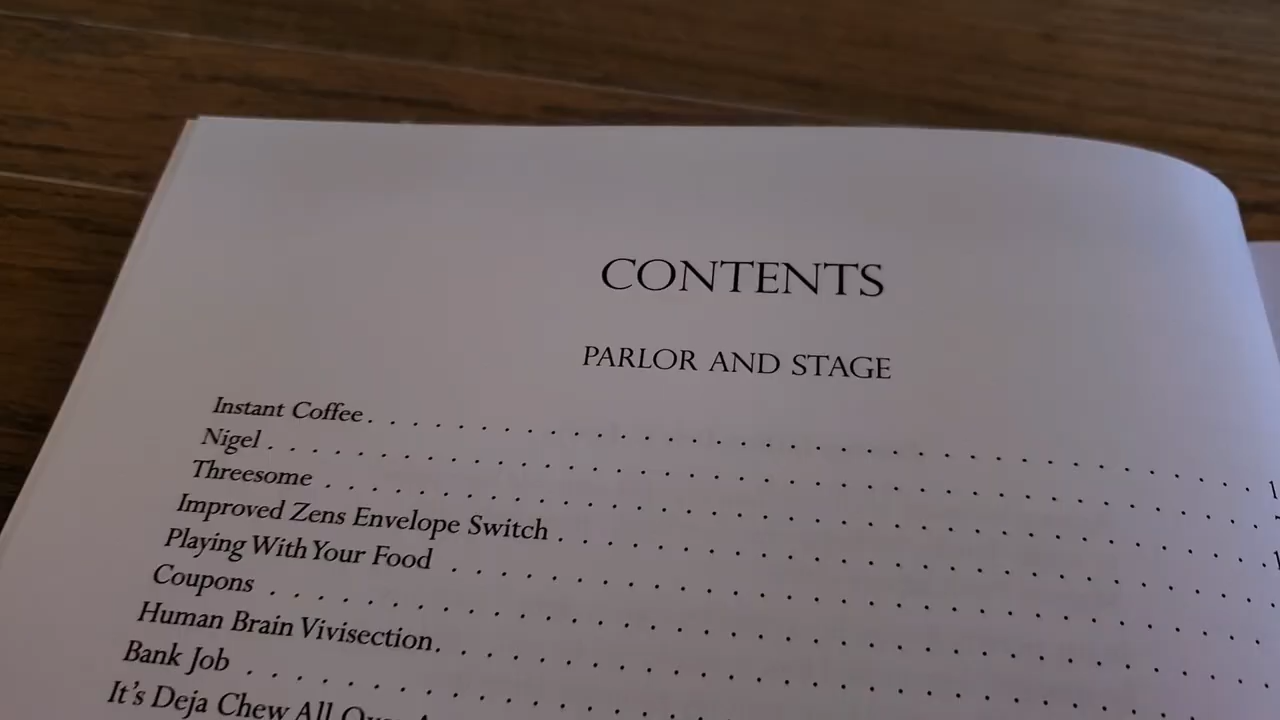 CONTENTS
PARLOR AND STAGE
Instant Coffee . . . . . . . . . . . . . . . . . . . . . . . . . . . . . . . . . . . . . . . . . . .
Nigel . . . . . . . . . . . . . . . . . . . . . . . . . . . . . . . . . . . . . . . . . . . . . . . .
Threesome . . . . . . . . . . . . . . . . . . . . . . . . . . . . . . . . . . . . . . . . . . . . .
Improved Zens Envelope Switch . . . . . . . . . . . . . . . . . . . . . . . . . . . . . . .
Playing With Your Food . . . . . . . . . . . . . . . . . . . . . . . . . . . . . . . . . . . .
Coupons . . . . . . . . . . . . . . . . . . . . . . . . . . . . . . . . . . . . . . . . . . . . .
Human Brain Vivisection . . . . . . . . . . . . . . . . . . . . . . . . . . . . . . . . . . .
Bank Job . . . . . . . . . . . . . . . . . . . . . . . . . . . . . . .
It's Deja Chew All